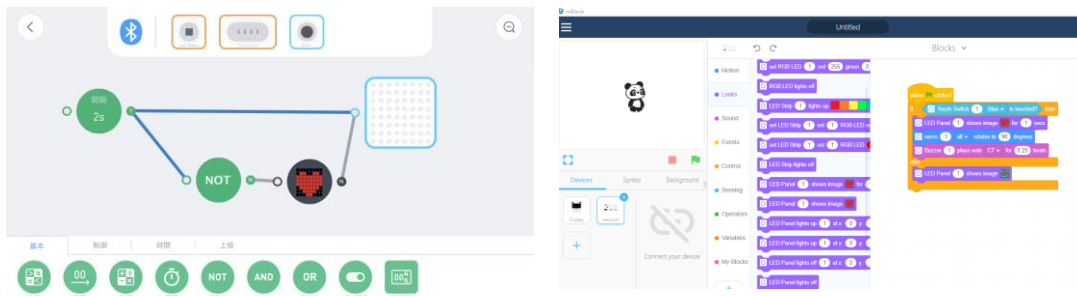 間隔
2s
NOT
基本
制御
時間
上級
00
NOT
AND
OR
mBlock
Untitled
Blocks
Motion
Looks
Sound
Events
Control
Sensing
Operators
Variables
My Blocks
set RGB LED 1 red 255 green 0
RGB LED lights off
LED Strip 1 lights up
set LED Strip 1 set 1 RGB LED re
set LED Strip 1 set 1 RGB LED
LED Strip lights off
LED Panel 1 shows image for
LED Panel 1 shows image
LED Panel lights up 1 at x: 0 y:
LED Panel lights up 1 at x: 0 y:
LED Panel lights off 1 at x: 0 y:
LED Panel lights off
Devices
Sprites
Background
Codey
neuron
Connect your device
when clicked
if Touch Switch 1 blue is touched? then
LED Panel 1 shows image for 1 secs
servo 1 all rotates to 90 degrees
Buzzer 1 plays note C7 for 0.25 beats
else
LED Panel 1 shows image